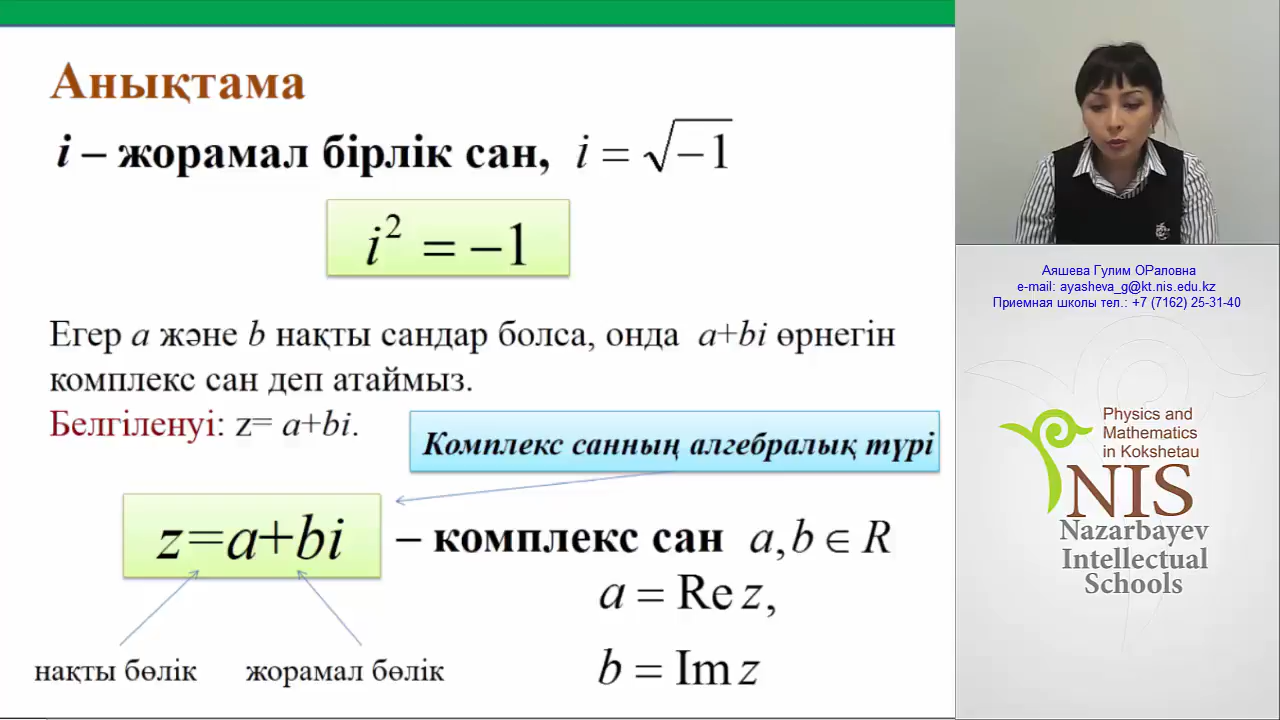 Анықтама
i – жорамал бірлік сан, i = √−1
i² = −1
Егер a және b нақты сандар болса, онда a+bi өрнегін
комплекс сан деп атаймыз.
Белгіленуі: z= a+bi.
Комплекс санның алгебралық түрі
z=a+bi – комплекс сан a, b ∈ R
a = Re z,
b = Im z
нақты бөлік жорамал бөлік
Аяшева Гулим ОРаловна
e-mail: ayasheva_g@kt.nis.edu.kz
Приемная школы тел.: +7 (7162) 25-31-40
Physics and
Mathematics
in Kokshetau
NIS
Nazarbayev
Intellectual
Schools